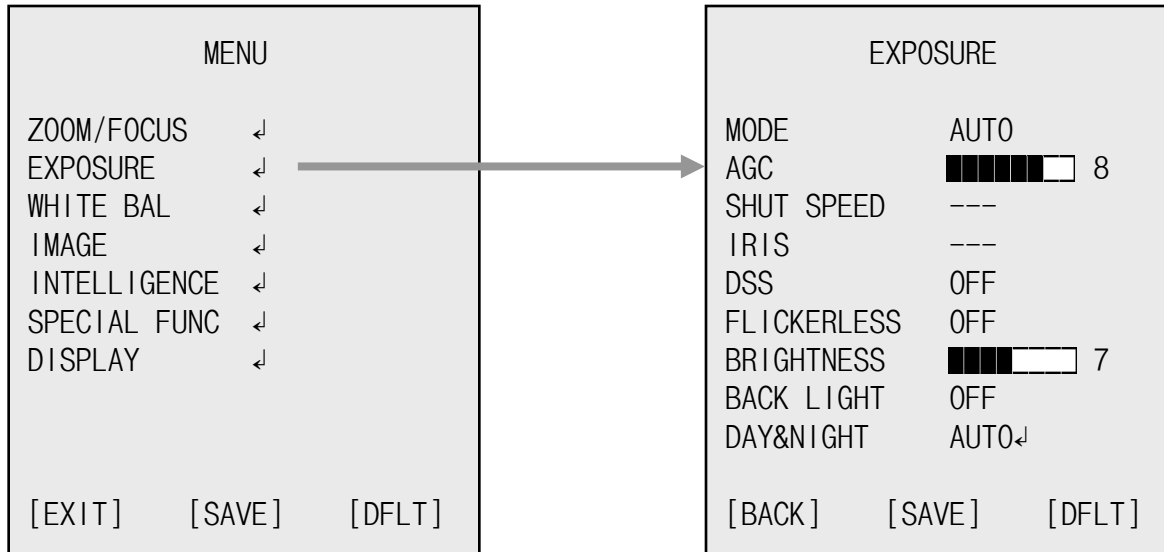 MENU
ZOOM/FOCUS ↲
EXPOSURE ↲
WHITE BAL ↲
IMAGE ↲
INTELLIGENCE ↲
SPECIAL FUNC ↲
DISPLAY ↲
[EXIT] [SAVE] [DFLT]
EXPOSURE
MODE AUTO
AGC 8
SHUT SPEED ---
IRIS ---
DSS OFF
FLICKERLESS OFF
BRIGHTNESS 7
BACK LIGHT OFF
DAY&NIGHT AUTO↲
[BACK] [SAVE] [DFLT]